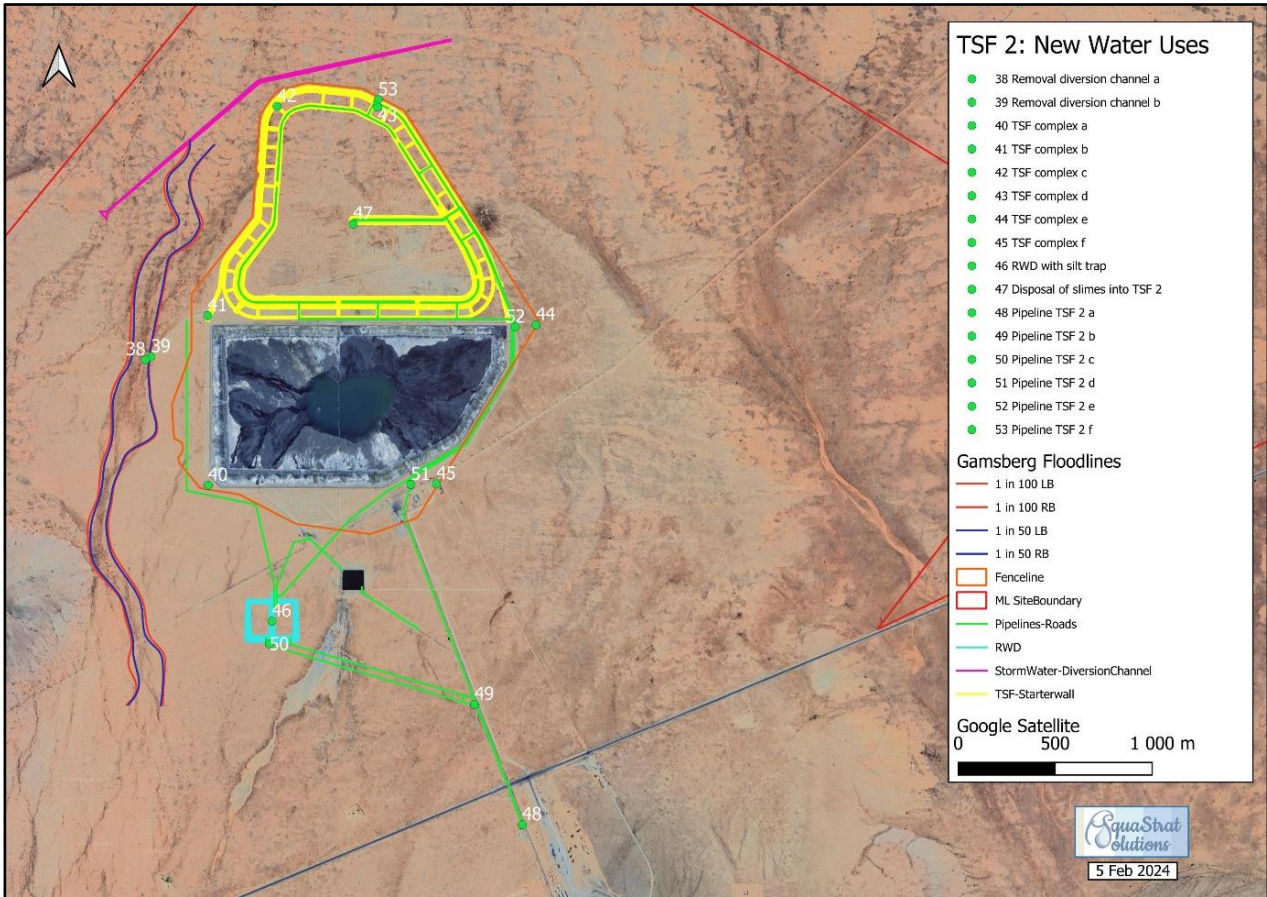 TSF 2: New Water Uses
38 Removal diversion channel a
39 Removal diversion channel b
40 TSF complex a
41 TSF complex b
42 TSF complex c
43 TSF complex d
44 TSF complex e
45 TSF complex f
46 RWD with silt trap
47 Disposal of slimes into TSF 2
48 Pipeline TSF 2 a
49 Pipeline TSF 2 b
50 Pipeline TSF 2 c
51 Pipeline TSF 2 d
52 Pipeline TSF 2 e
53 Pipeline TSF 2 f
Gamsberg Floodlines
1 in 100 LB
1 in 100 RB
1 in 50 LB
1 in 50 RB
Fenceline
ML SiteBoundary
Pipelines-Roads
RWD
StormWater-DiversionChannel
TSF-Starterwall
Google Satellite
0 500 1 000 m
SquaStrat
Solutions
5 Feb 2024
42
53
43
47
41
52
44
38
39
40
51
45
46
50
49
48